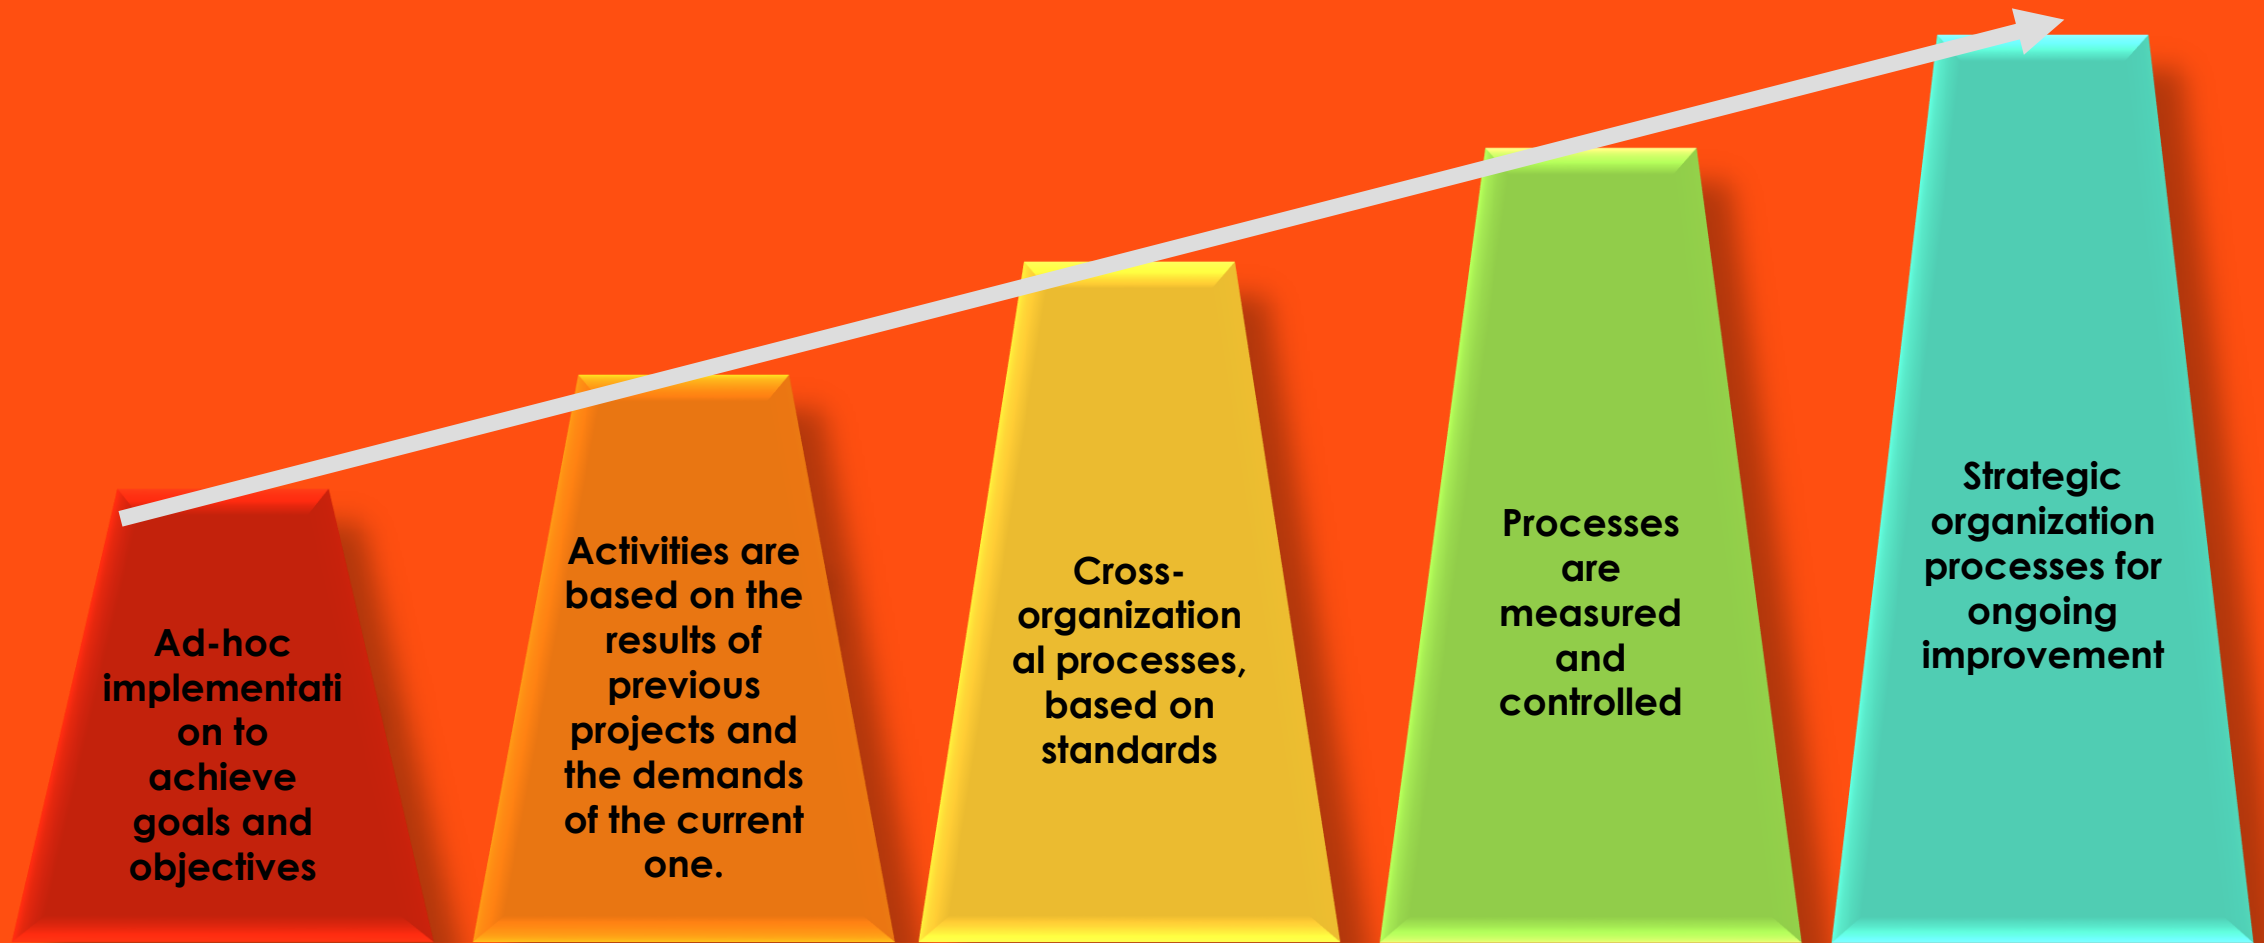 Ad-hoc
implementati
on to
achieve
goals and
objectives
Activities are
based on the
results of
previous
projects and
the demands
of the current
one.
Cross-
organization
al processes,
based on
standards
Processes
are
measured
and
controlled
Strategic
organization
processes for
ongoing
improvement